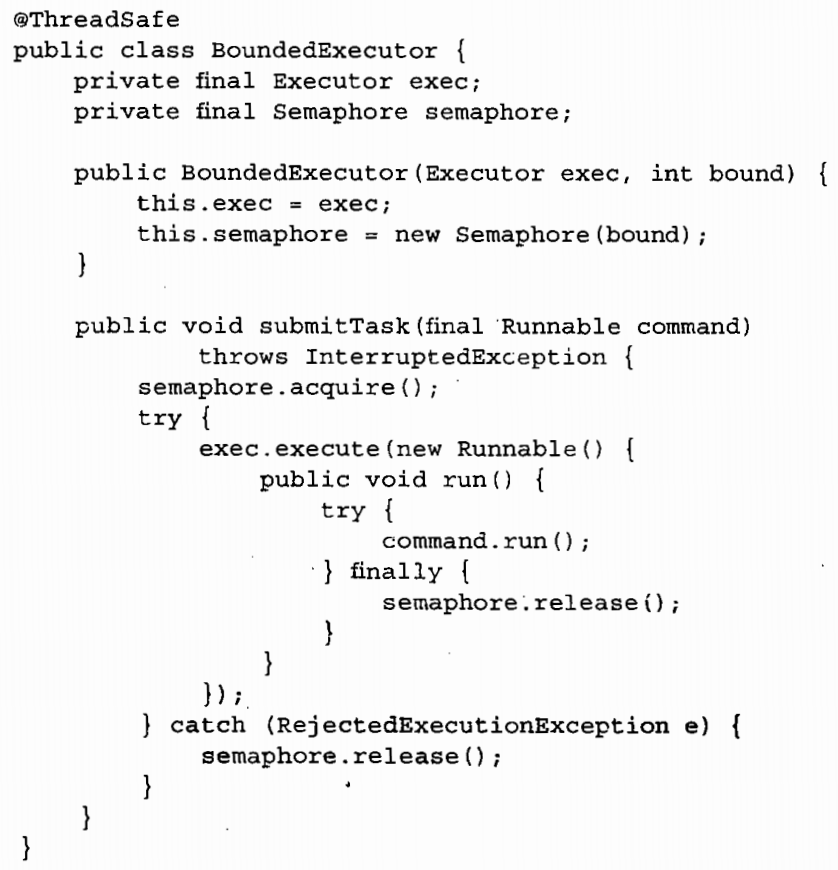 @ThreadSafe
public class BoundedExecutor {
    private final Executor exec;
    private final Semaphore semaphore;

    public BoundedExecutor(Executor exec, int bound) {
        this.exec = exec;
        this.semaphore = new Semaphore(bound);
    }

    public void submitTask(final Runnable command)
            throws InterruptedException {
        semaphore.acquire();
        try {
            exec.execute(new Runnable() {
                public void run() {
                    try {
                        command.run();
                    } finally {
                        semaphore.release();
                    }
                }
            });
        } catch (RejectedExecutionException e) {
            semaphore.release();
        }
    }
}